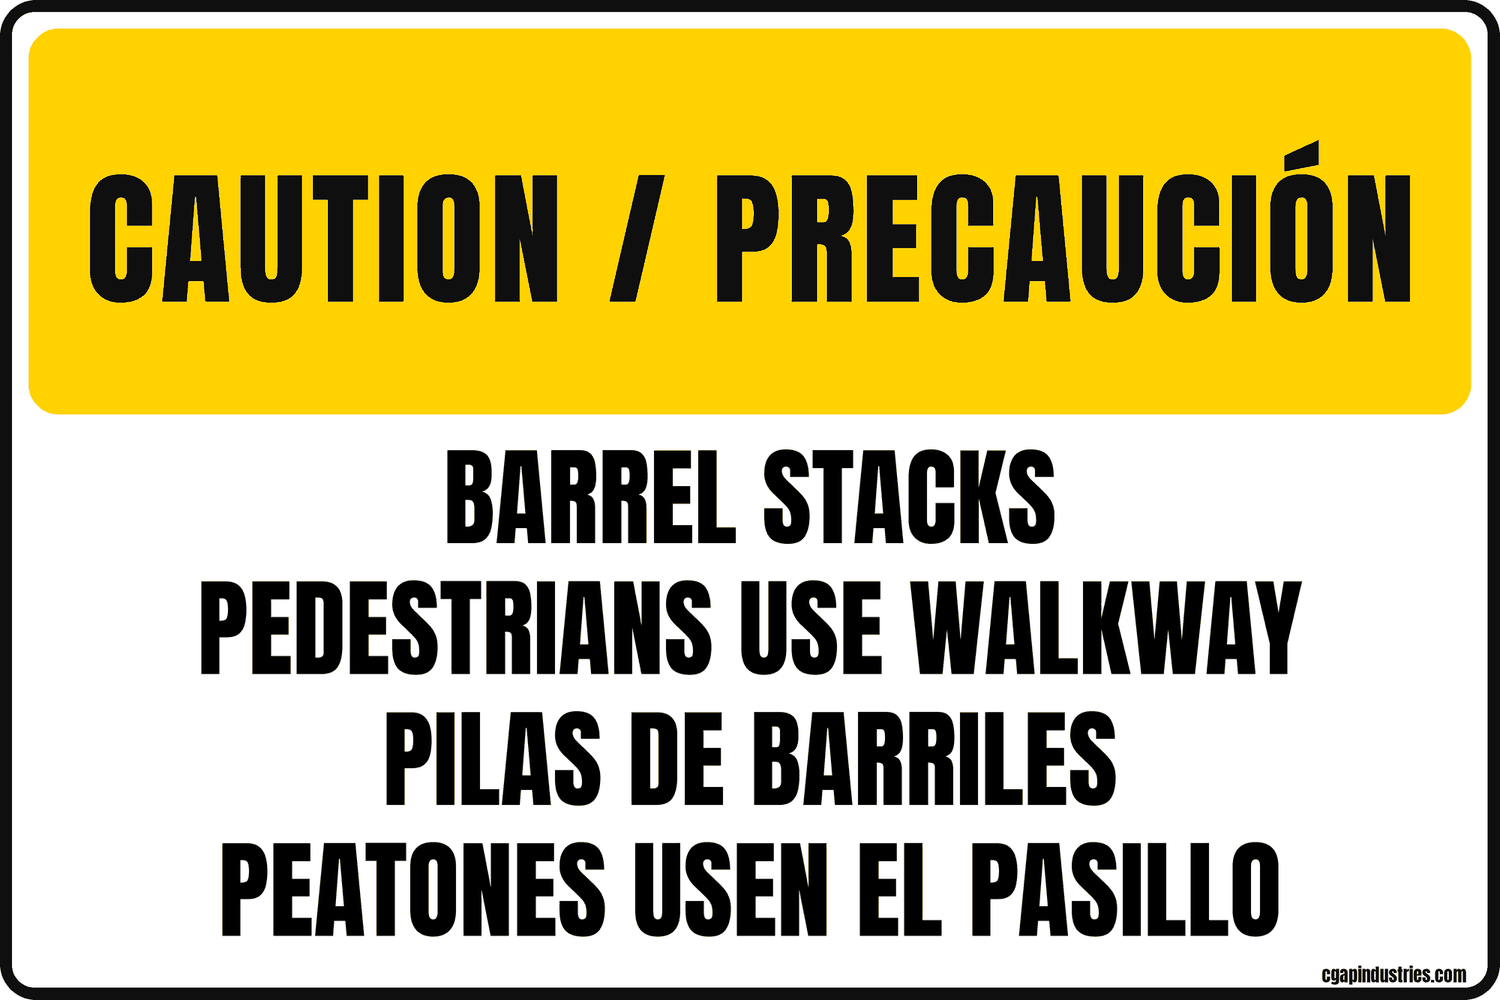 CAUTION / PRECAUCIÓN
BARREL STACKS
PEDESTRIANS USE WALKWAY
PILAS DE BARRILES
PEATONES USEN EL PASILLO
cgapindustries.com